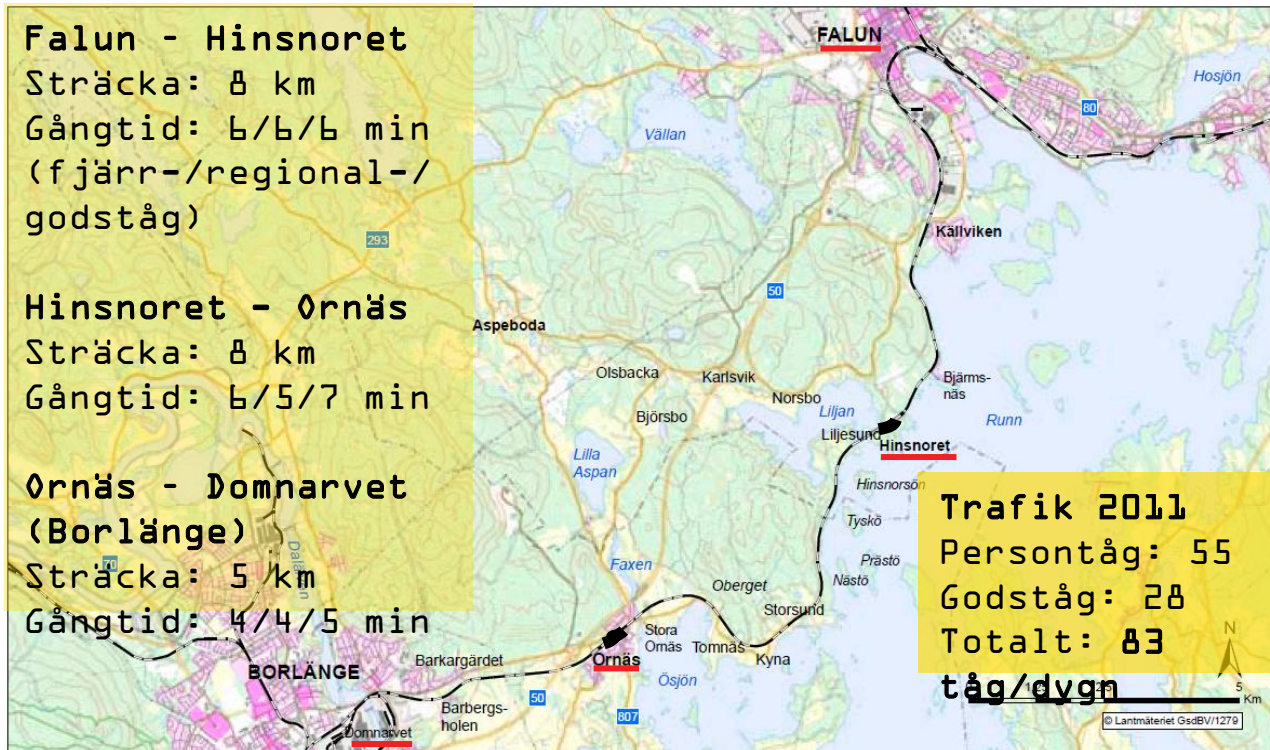 Falun - Hinsnoret
Sträcka: 8 km
Gångtid: 6/6/6 min
(fjärr-/regional-/
godståg)
Hinsnoret - Ornäs
Sträcka: 8 km
Gångtid: 6/5/7 min
Ornäs - Domnarvet
(Borlänge)
Sträcka: 5 km
Gångtid: 4/4/5 min
FALUN
Hosjön
80
Vällan
293
Källviken
50
Aspeboda
Olsbacka
Karlsvik
Bjärms-
näs
Norsbo
Björsbo
Liljan
Runn
Liljesund
Hinsnoret
Lilla
Aspan
Hinsnorsön
Tyskö
Prästö
Nästö
70
Dalälven
Faxen
Oberget
Storsund
Stora
Ornäs
Tomnäs
Kyna
Ornäs
Ösjön
Barkargärdet
BORLÄNGE
50
Barbergs-
holen
807
Domnarvet
Trafik 2011
Persontåg: 55
Godståg: 28
Totalt: 83
tåg/dygn
N
5
Km
© Lantmäteriet GsdBV/1279